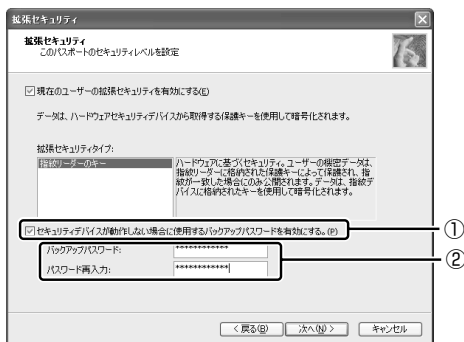 拡張セキュリティ
拡張セキュリティ
このパスポートのセキュリティレベルを設定
現在のユーザーの拡張セキュリティを有効にする(E)
データは、ハードウェアセキュリティデバイスから取得する保護キーを使用して暗号化されます。
拡張セキュリティタイプ:
指紋リーダーのキー
ハードウェアに基づくセキュリティ。ユーザーの機密データは、
指紋リーダーに格納された保護キーによって保護され、指
紋が一致した場合にのみ公開されます。データは、指紋デ
バイスに格納されたキーを使用して暗号化されます。
セキュリティデバイスが動作しない場合に使用するバックアップパスワードを有効にする。(P)
①
バックアップパスワード:
************
②
パスワード再入力:
************
< 戻る(B)
次へ(N) >
キャンセル